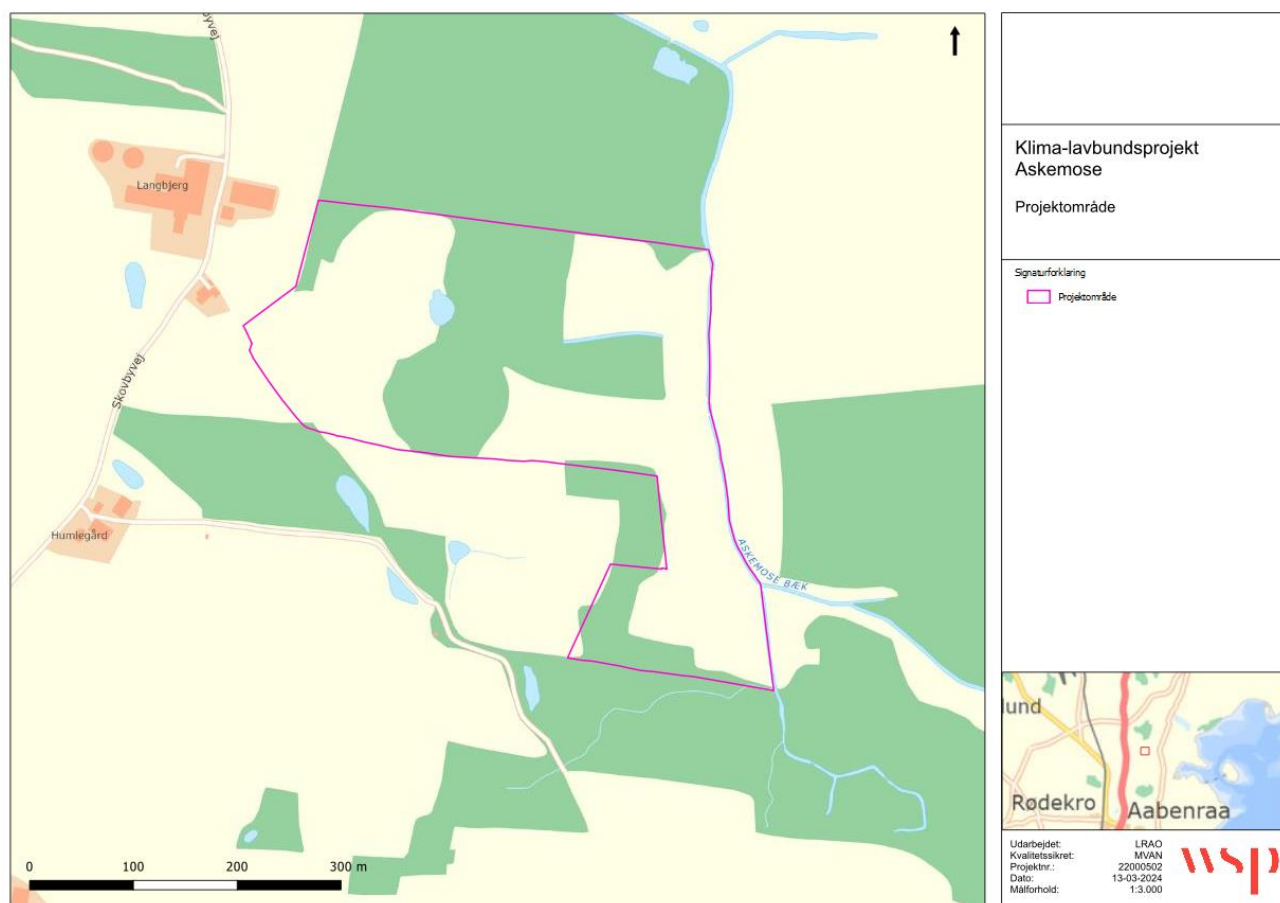 yvej
Langbjerg
Skovbyvej
Humlegård
ASKEMOSE BÆK
0 100 200 300 m
Klima-lavbundsprojekt
Askemose
Projektområde
Signaturforklaring
Projektområde
lund
Rødekro
Aabenraa
Udarbejdet: LRAO
Kvalitetssikret: MVAN
Projektnr.: 22000502
Dato: 13-03-2024
Målforhold: 1:3.000
wsp